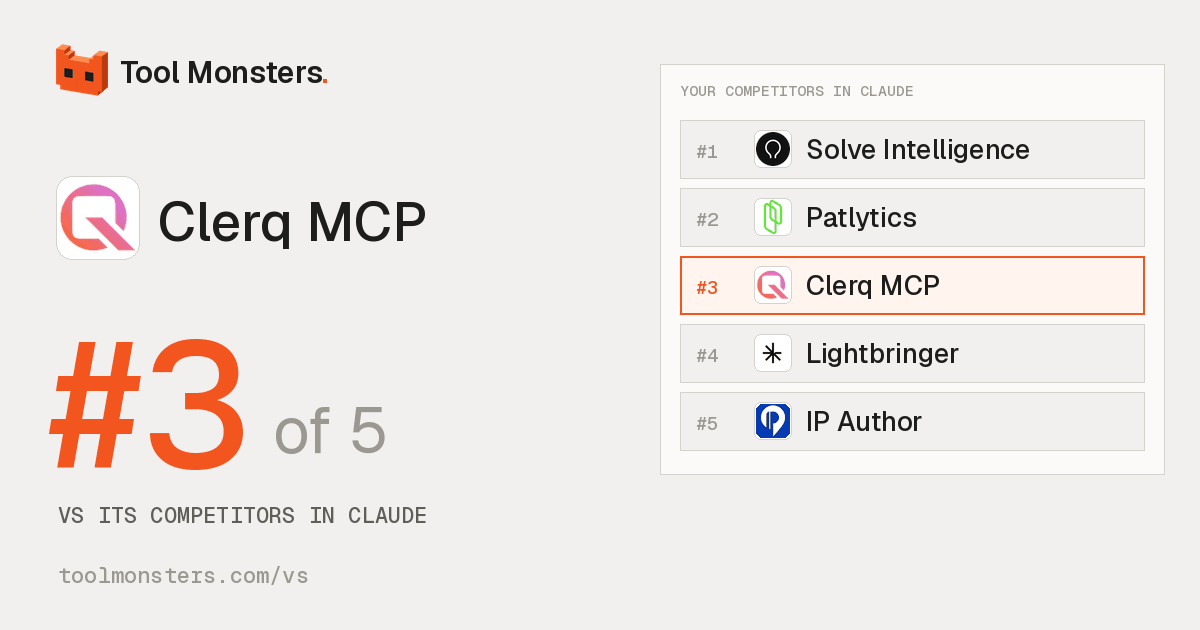 Tool Monsters.
Clerq MCP
#3 of 5
VS ITS COMPETITORS IN CLAUDE
toolmonsters.com/vs
YOUR COMPETITORS IN CLAUDE
#1 Solve Intelligence
#2 Patlytics
#3 Clerq MCP
#4 Lightbringer
#5 IP Author